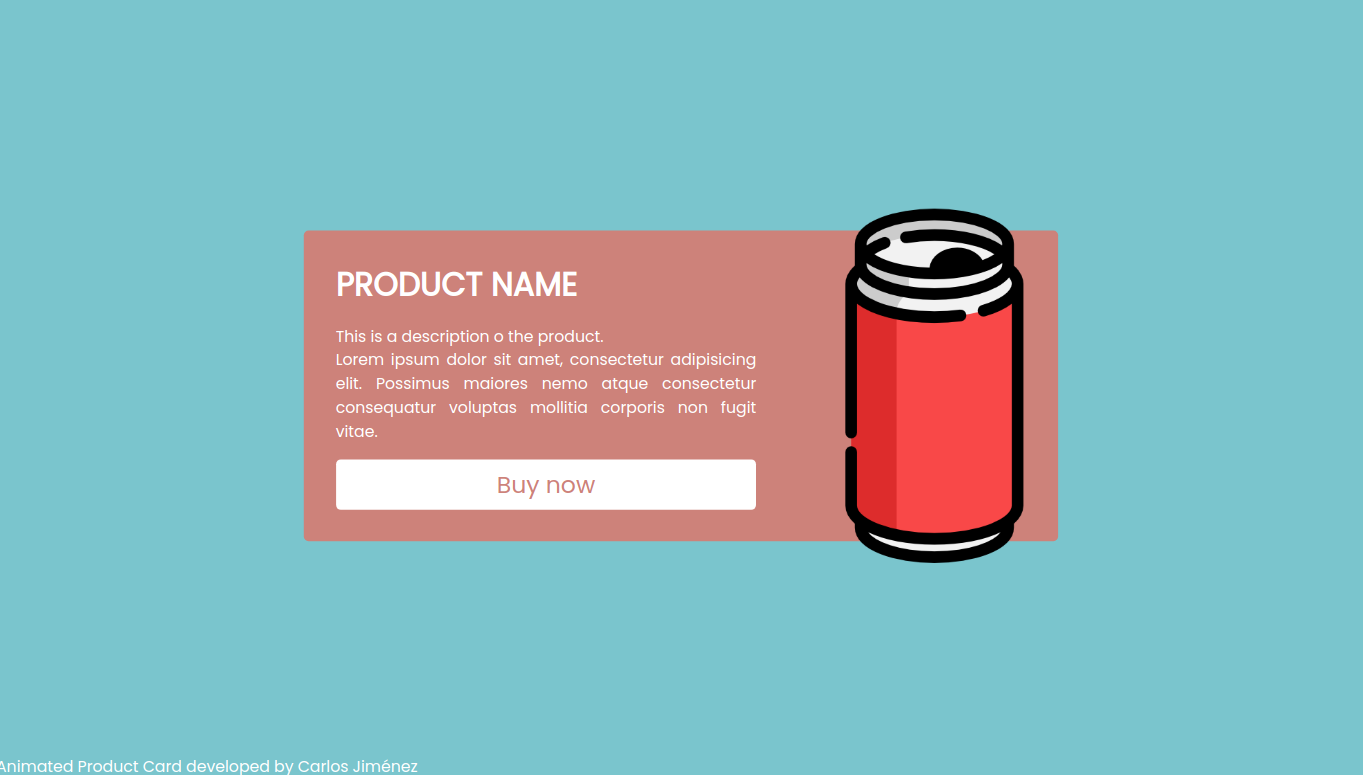 PRODUCT NAME
This is a description o the product.
Lorem ipsum dolor sit amet, consectetur adipisicing
elit. Possimus maiores nemo atque consectetur
consequatur voluptas mollitia corporis non fugit
vitae.
Buy now
Animated Product Card developed by Carlos Jiménez